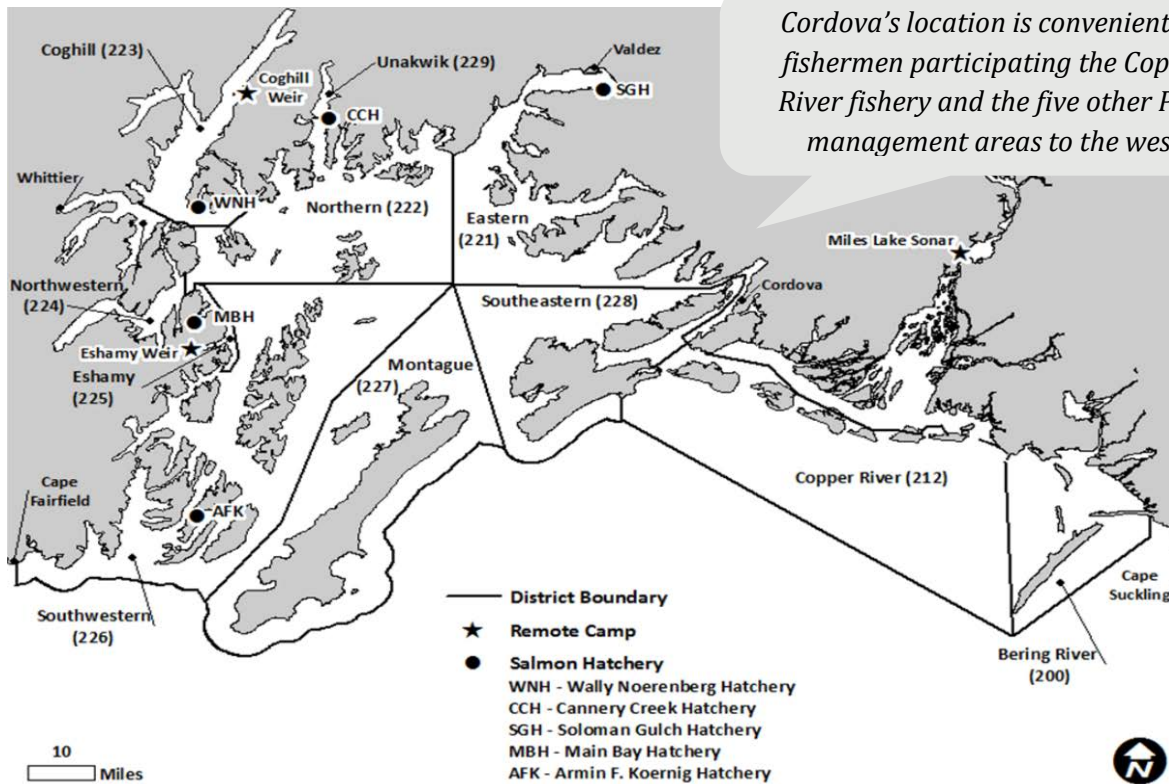 Cordova's location is convenient
fishermen participating the Cop
River fishery and the five other P
management areas to the wes
Coghill (223)
Coghill
Weir
Unakwik (229)
CCH
Valdez
SGH
Whittier
WNH
Northern (222)
Eastern
(221)
Miles Lake Sonar
Northwestern
(224)
MBH
Southeastern (228)
Cordova
Eshamy Weir
Eshamy
(225)
Montague
(227)
Cape
Fairfield
AFK
Copper River (212)
Southwestern
(226)
Cape
Suckling
Bering River
(200)
District Boundary
Remote Camp
Salmon Hatchery
WNH - Wally Noerenberg Hatchery
CCH - Cannery Creek Hatchery
SGH - Soloman Gulch Hatchery
MBH - Main Bay Hatchery
AFK - Armin F. Koernig Hatchery
10
Miles
N